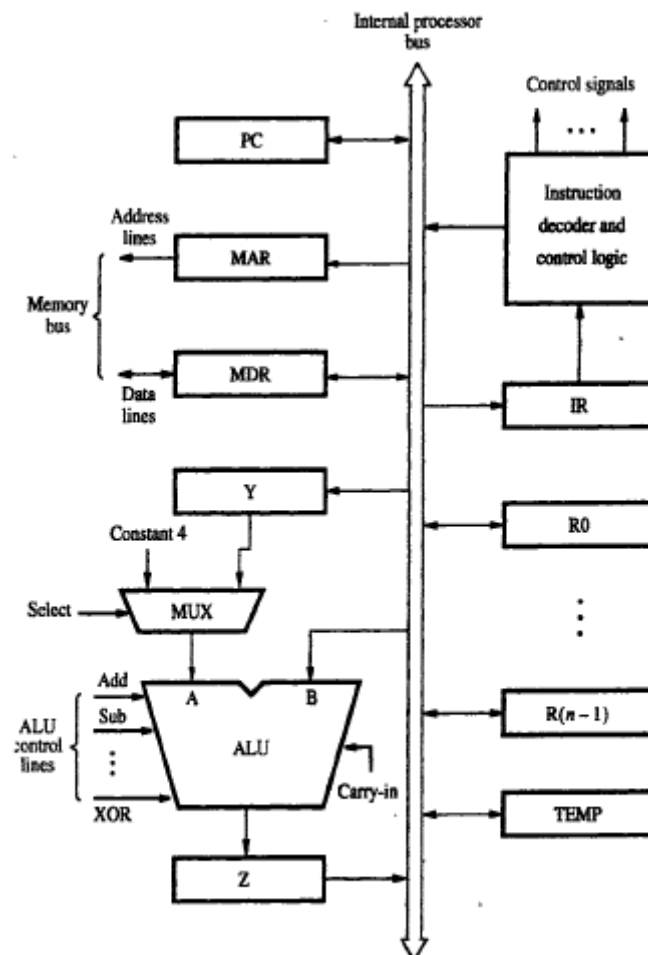 Internal processor
bus
Control signals
...
PC
Instruction
decoder and
control logic
Address
lines
MAR
Memory
bus
MDR
Data
lines
IR
Y
Constant 4
R0
Select
MUX
Add
A
B
R(n − 1)
Sub
ALU
control
lines
ALU
Carry-in
XOR
TEMP
Z